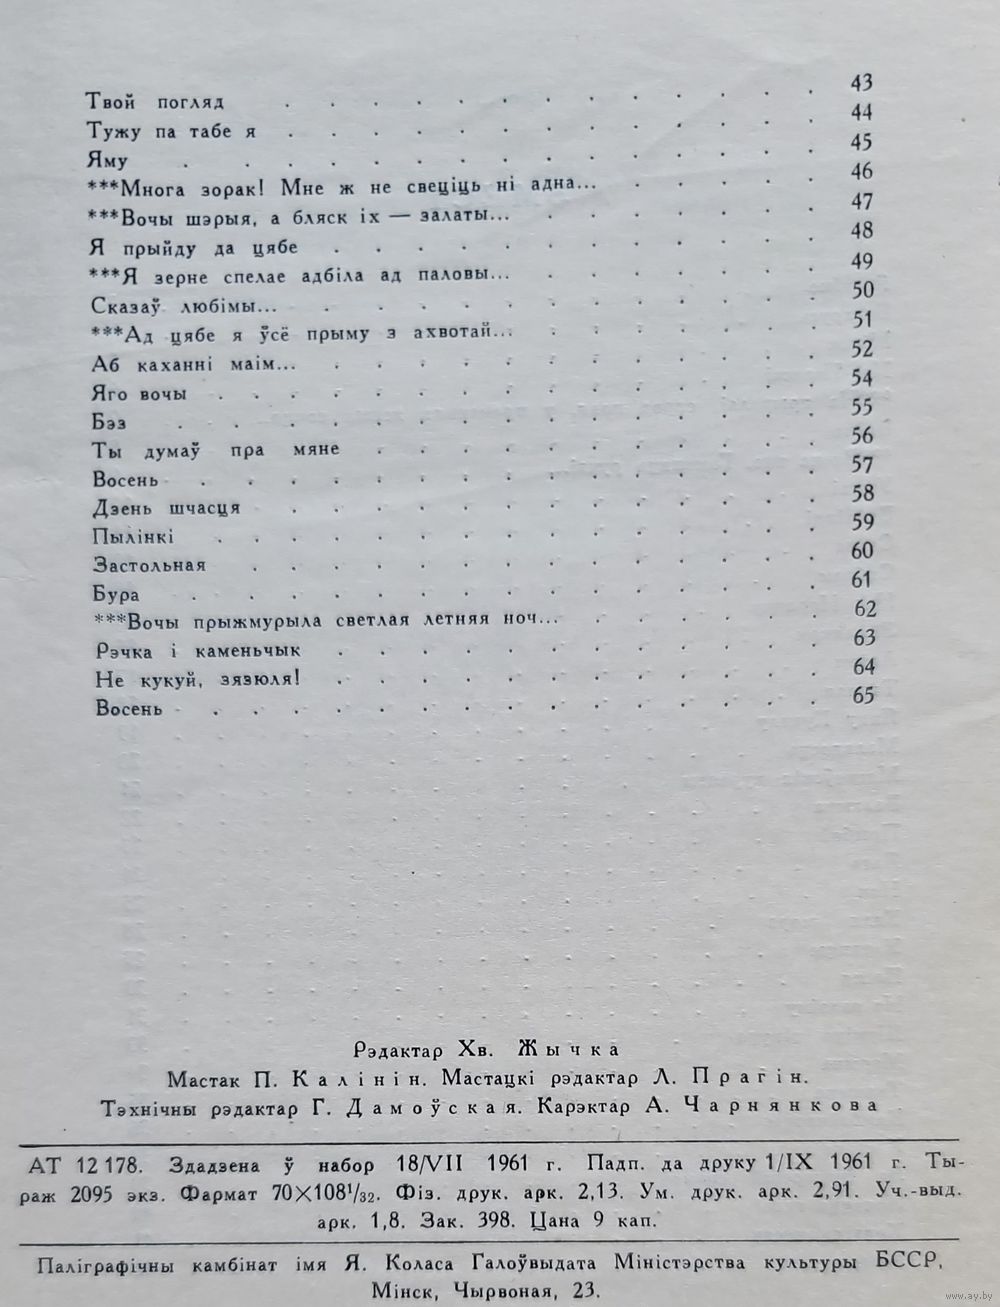 Твой погляд . . . . . . . . . . . . . 43
Тужу па табе я . . . . . . . . . . . . . 44
Яму . . . . . . . . . . . . . . . 45
***Многа зорак! Мне ж не свеціць ні адна... . . . . . 46
***Вочы шэрыя, а бляск іх — залаты... . . . . . . . 47
Я прыйду да цябе . . . . . . . . . . . . 48
***Я зерне спелае адбіла ад паловы... . . . . . . . 49
Сказаў любімы... . . . . . . . . . . . . 50
***Ад цябе я ўсё прыму з ахвотай... . . . . . . . 51
Аб каханні маім... . . . . . . . . . . . . 52
Яго вочы . . . . . . . . . . . . . . . 54
Бэз . . . . . . . . . . . . . . . 55
Ты думаў пра мяне . . . . . . . . . . . 56
Восень . . . . . . . . . . . . . . . 57
Дзень шчасця . . . . . . . . . . . . . 58
Пылінкі . . . . . . . . . . . . . . . 59
Застольная . . . . . . . . . . . . . . 60
Бура . . . . . . . . . . . . . . . 61
***Вочы прыжмурыла светлая летняя ноч... . . . . . . 62
Рэчка і каменьчык . . . . . . . . . . . . 63
Не кукуй, зязюля! . . . . . . . . . . . . 64
Восень . . . . . . . . . . . . . . . 65
Рэдактар Хв. Жычка
Мастак П. Калінін. Мастацкі рэдактар Л. Прагін.
Тэхнічны рэдактар Г. Дамоўская. Карэктар А. Чарнянкова
АТ 12178. Здадзена ў набор 18/VII 1961 г. Падп. да друку 1/IX 1961 г. Ты-
раж 2095 экз. Фармат 70×108¹/₃₂. Фіз. друк. арк. 2,13. Ум. друк. арк. 2,91. Уч.-выд.
арк. 1,8. Зак. 398. Цана 9 кап.
Паліграфічны камбінат імя Я. Коласа Галоўвыдата Міністэрства культуры БССР,
Мінск, Чырвоная, 23.
www.ay.by